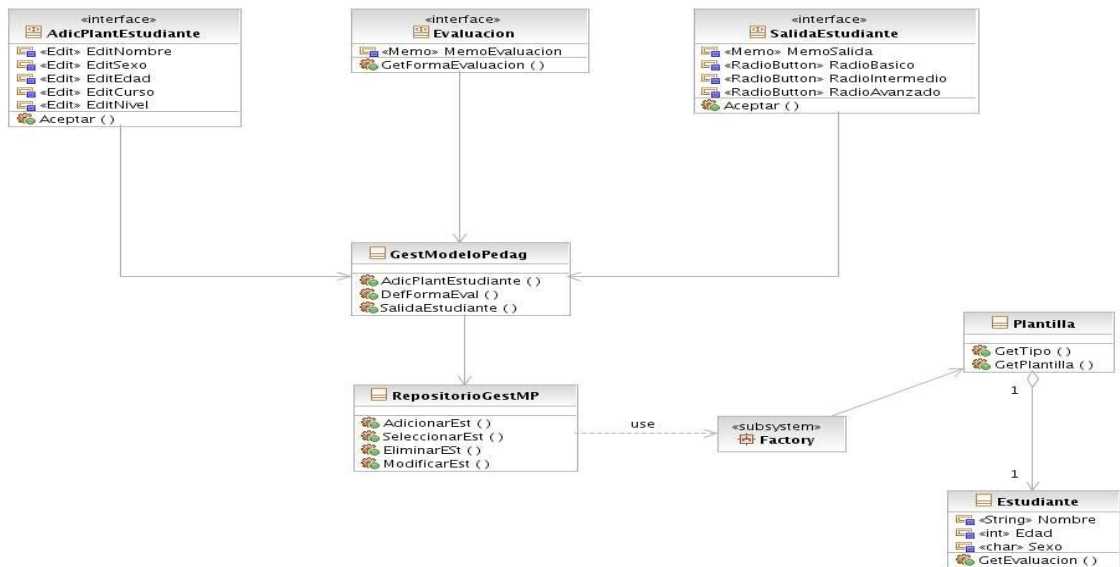 «interface»
AdicPlantEstudiante
«Edit» EditNombre
«Edit» EditSexo
«Edit» EditEdad
«Edit» EditCurso
«Edit» EditNivel
Aceptar ( )
«interface»
Evaluacion
«Memo» MemoEvaluacion
GetFormaEvaluacion ( )
«interface»
SalidaEstudiante
«Memo» MemoSalida
«RadioButton» RadioBasico
«RadioButton» RadioIntermedio
«RadioButton» RadioAvanzado
Aceptar ( )
GestModeloPedag
AdicPlantEstudiante ( )
DefFormaEval ( )
SalidaEstudiante ( )
RepositorioGestMP
AdicionarEst ( )
SeleccionarEst ( )
EliminarESt ( )
ModificarEst ( )
use
«subsystem»
Factory
Plantilla
GetTipo ( )
GetPlantilla ( )
1
1
Estudiante
«String» Nombre
«int» Edad
«char» Sexo
GetEvaluacion ( )